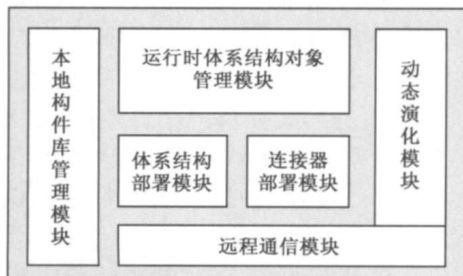 本地构件库管理模块
运行时体系结构对象
管理模块
体系结构
部署模块
连接器
部署模块
动态演化模块
远程通信模块